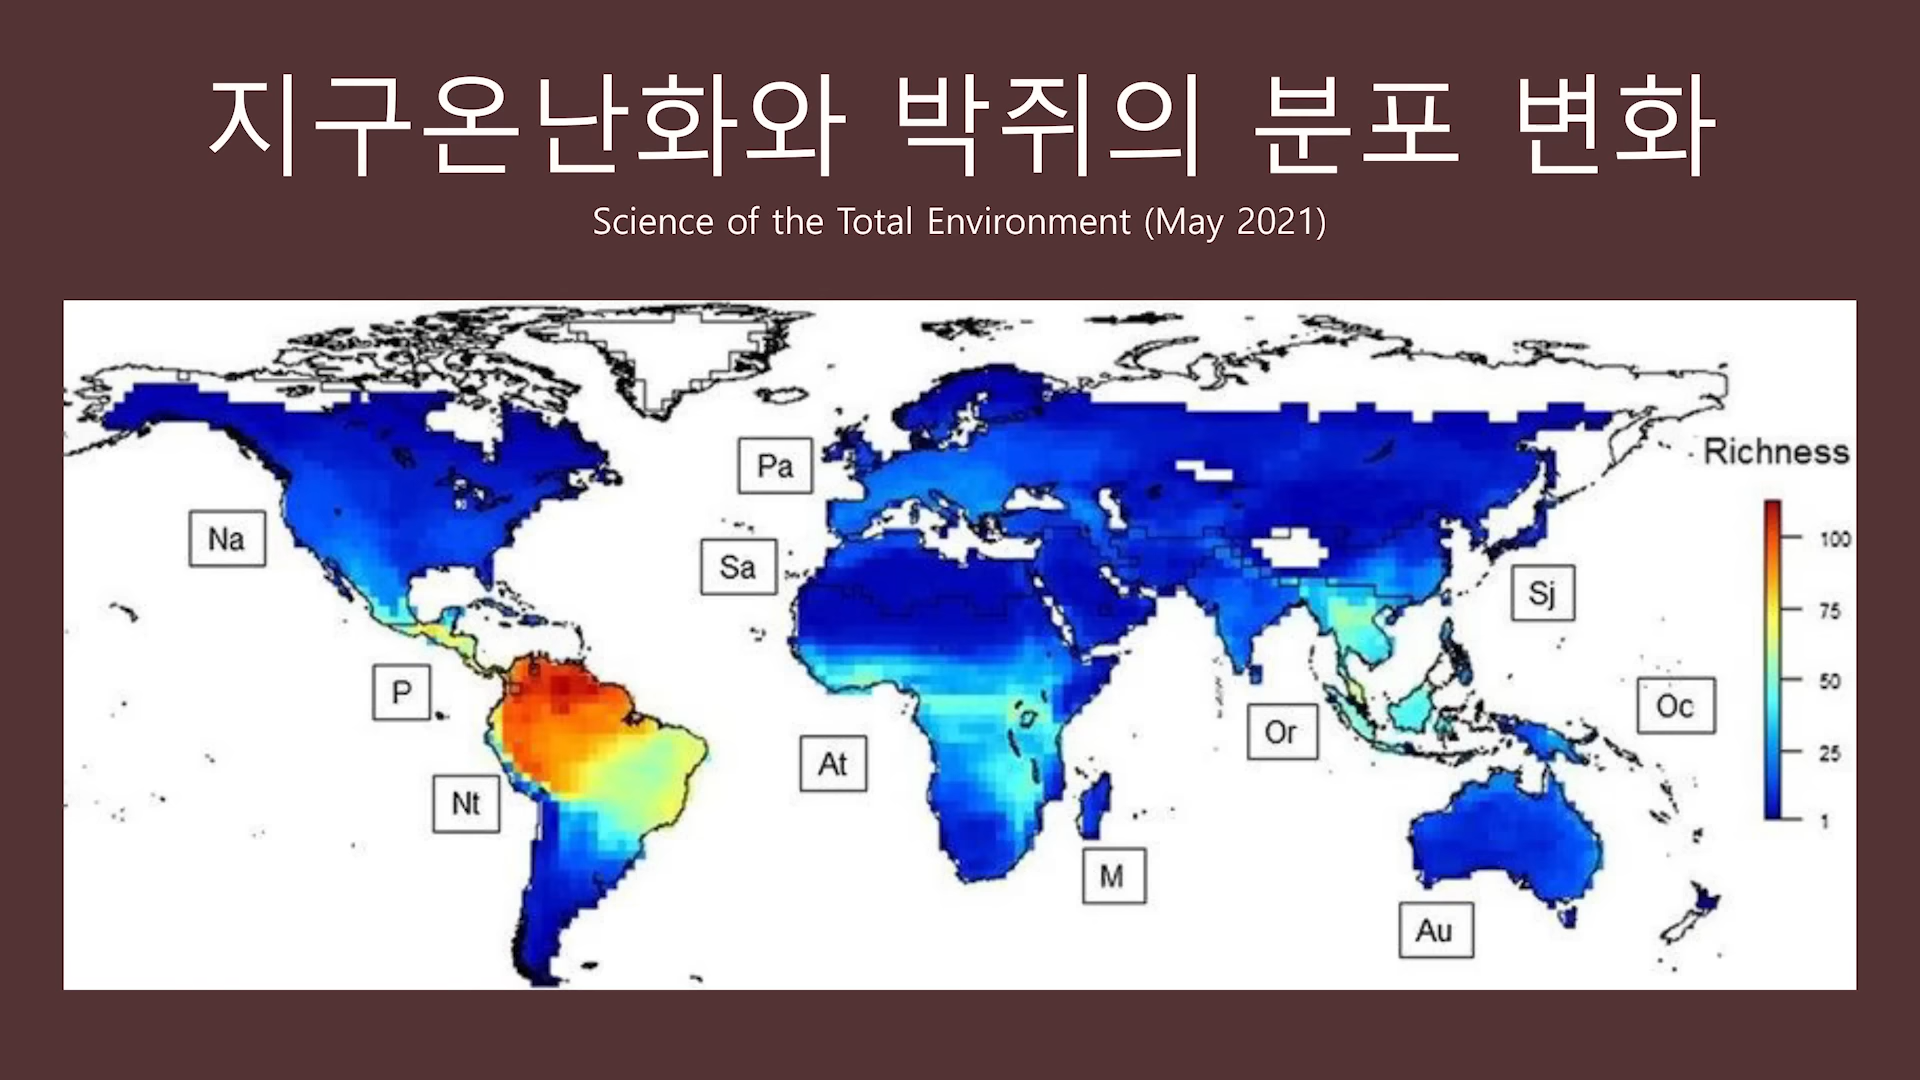 지구온난화와 박쥐의 분포 변화
Science of the Total Environment (May 2021)
Richness
Pa
Na
Sa
Sj
P
Oc
Or
At
Nt
M
Au
100
75
50
25
1